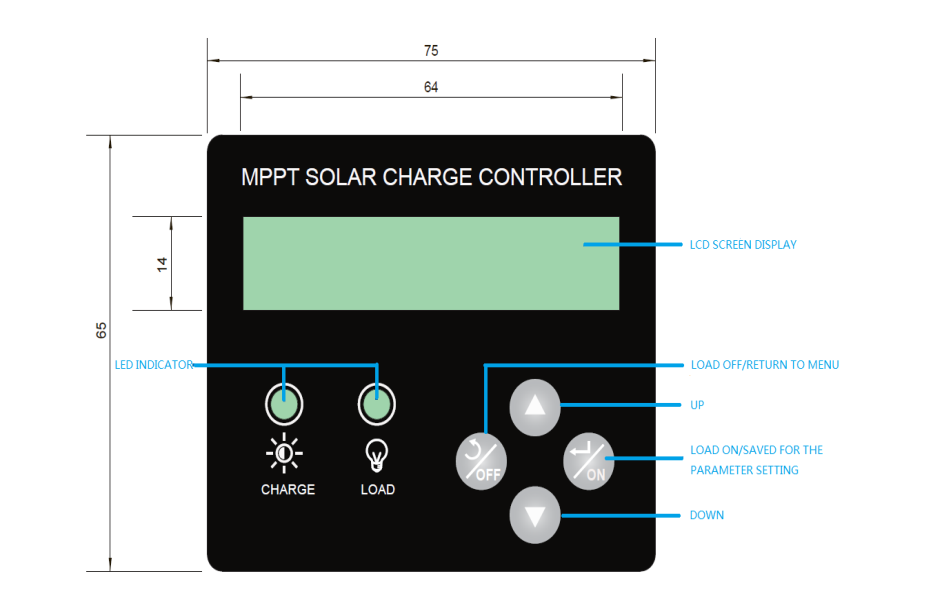 75
64
MPPT SOLAR CHARGE CONTROLLER
LCD SCREEN DISPLAY
14
65
LED INDICATOR
LOAD OFF/RETURN TO MENU
UP
LOAD ON/SAVED FOR THE
PARAMETER SETTING
OFF
ON
CHARGE
LOAD
DOWN